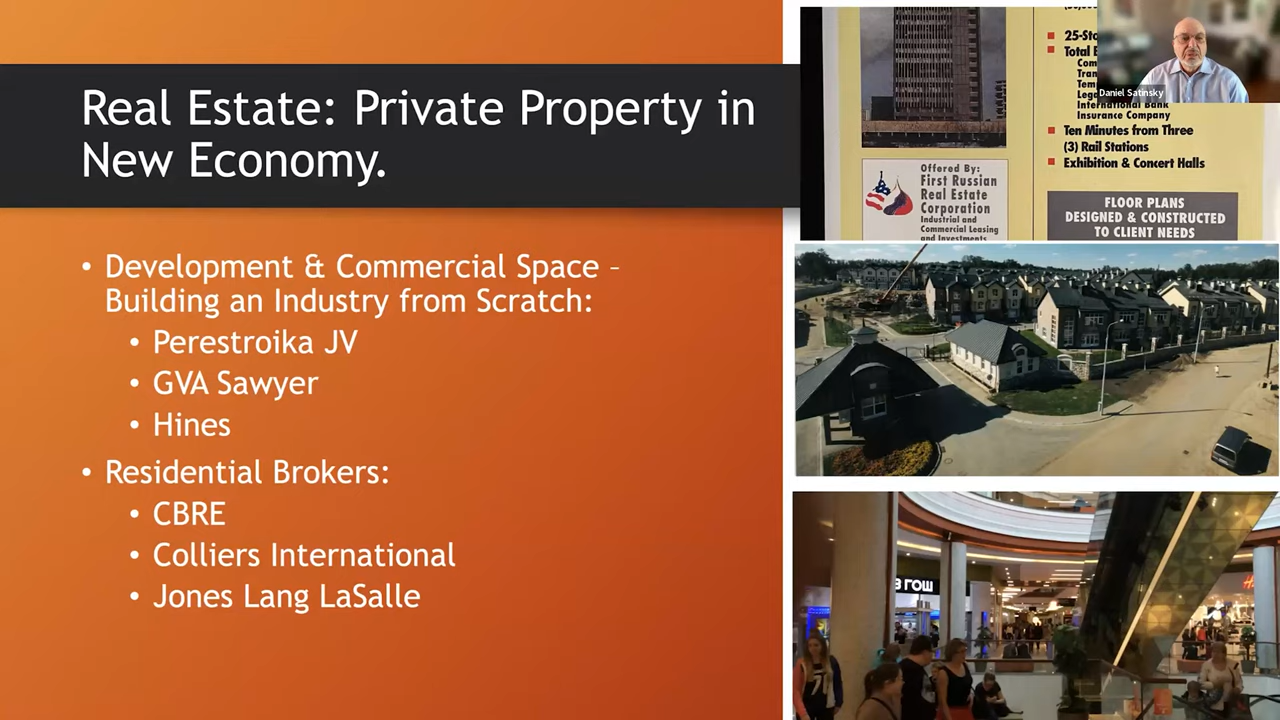 Real Estate: Private Property in
New Economy.
• Development & Commercial Space –
Building an Industry from Scratch:
• Perestroika JV
• GVA Sawyer
• Hines
• Residential Brokers:
• CBRE
• Colliers International
• Jones Lang LaSalle
25-Sto
Total
Com
Tran
Tem
Lega
International Bank
Insurance Company
Ten Minutes from Three
(3) Rail Stations
Exhibition & Concert Halls
Offered By:
First Russian
Real Estate
Corporation
Industrial and
Commercial Leasing
and Investments
FLOOR PLANS
DESIGNED & CONSTRUCTED
TO CLIENT NEEDS
Daniel Satinsky